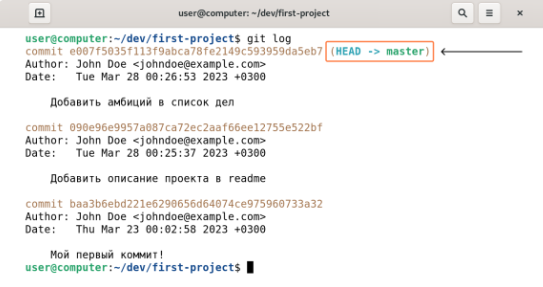 user@computer: ~/dev/first-project
user@computer:~/dev/first-project$ git log
commit e007f5035f113f9abca78fe2149c593959da5eb7 (HEAD -> master)
Author: John Doe <johndoe@example.com>
Date:   Tue Mar 28 00:26:53 2023 +0300
Добавить амбиций в список дел
commit 090e96e9957a087ca72ec2aaf66ee12755e522bf
Author: John Doe <johndoe@example.com>
Date:   Tue Mar 28 00:25:37 2023 +0300
Добавить описание проекта в readme
commit baa3b6ebd221e6290656d64074ce975960733a32
Author: John Doe <johndoe@example.com>
Date:   Thu Mar 23 00:02:58 2023 +0300
Мой первый коммит!
user@computer:~/dev/first-project$